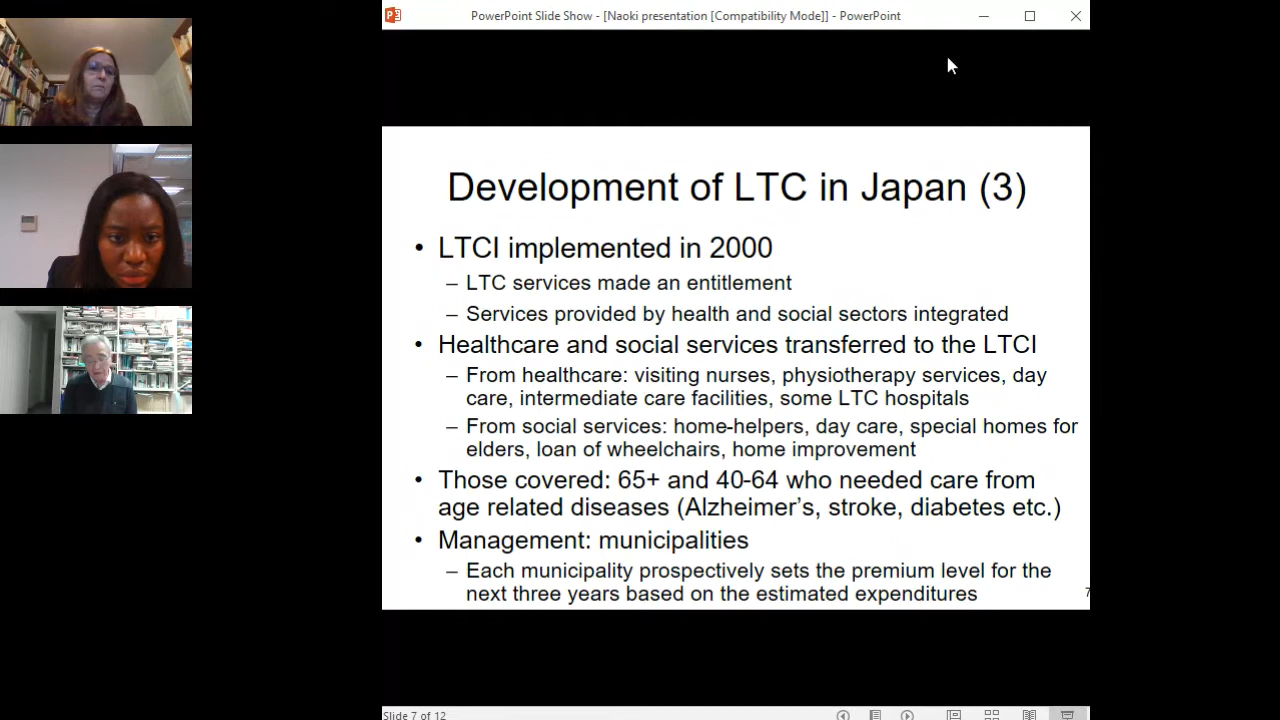 PowerPoint Slide Show - [Naoki presentation [Compatibility Mode]] - PowerPoint
Development of LTC in Japan (3)
• LTCI implemented in 2000
– LTC services made an entitlement
– Services provided by health and social sectors integrated
• Healthcare and social services transferred to the LTCI
– From healthcare: visiting nurses, physiotherapy services, day
care, intermediate care facilities, some LTC hospitals
– From social services: home-helpers, day care, special homes for
elders, loan of wheelchairs, home improvement
• Those covered: 65+ and 40-64 who needed care from
age related diseases (Alzheimer's, stroke, diabetes etc.)
• Management: municipalities
– Each municipality prospectively sets the premium level for the
next three years based on the estimated expenditures
7
Slide 7 of 12